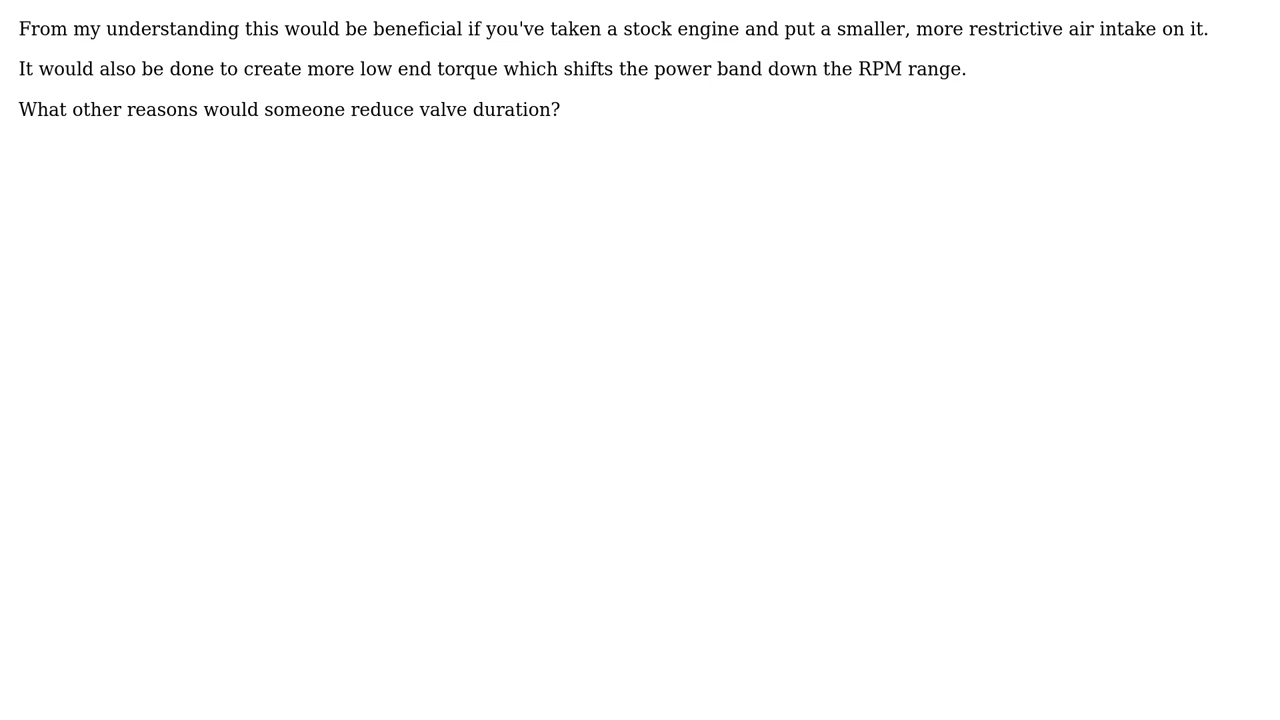 From my understanding this would be beneficial if you've taken a stock engine and put a smaller, more restrictive air intake on it.
It would also be done to create more low end torque which shifts the power band down the RPM range.
What other reasons would someone reduce valve duration?